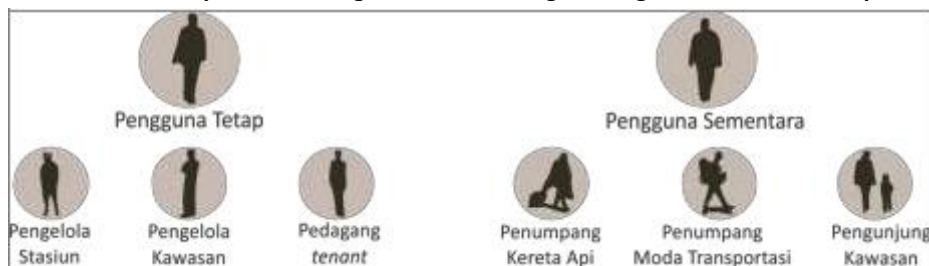 Pengguna Tetap
Pengguna Sementara
Pengelola
Stasiun
Pengelola
Kawasan
Pedagang
tenant
Penumpang
Kereta Api
Penumpang
Moda Transportasi
Pengunjung
Kawasan